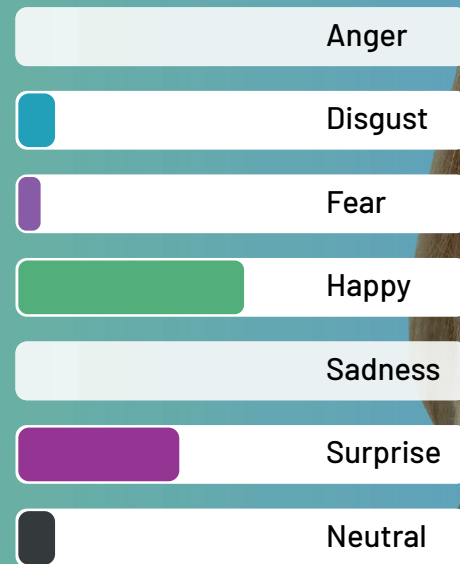 Anger
Disgust
Fear
Happy
Sadness
Surprise
Neutral